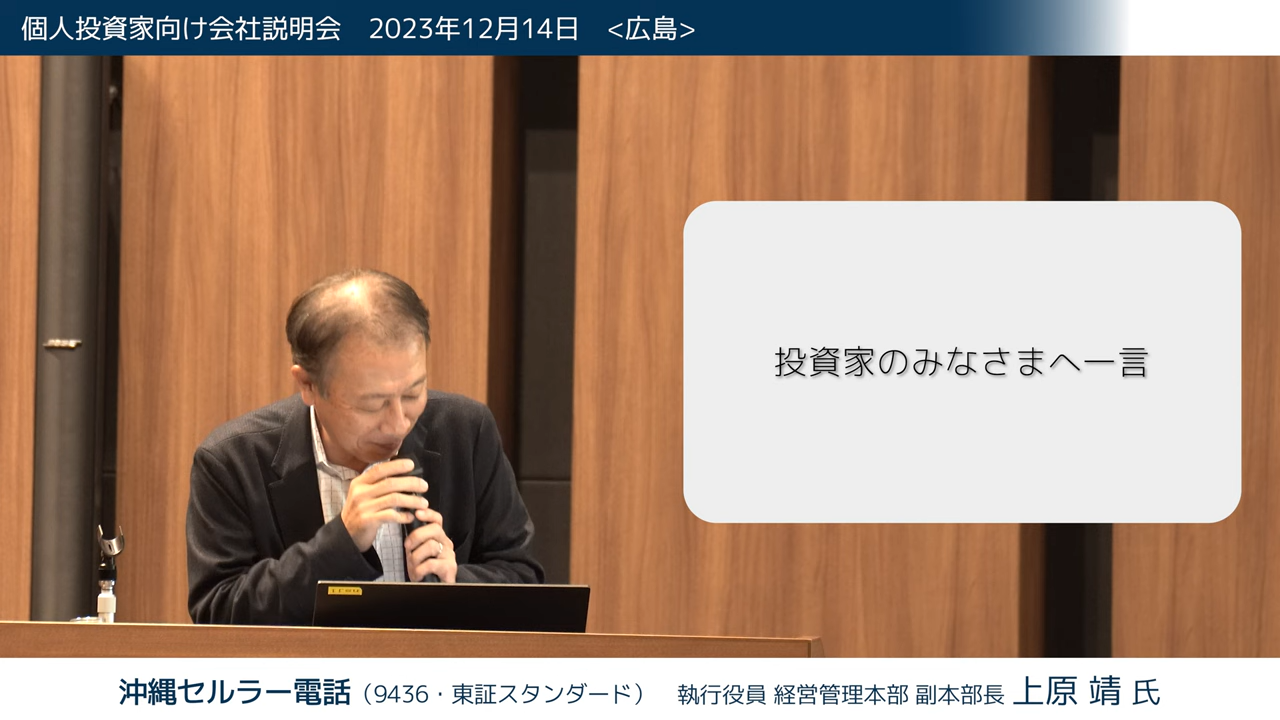 個人投資家向け会社説明会　2023年12月14日　<広島>
投資家のみなさまへ一言
沖縄セルラー電話（9436・東証スタンダード）　執行役員 経営管理本部 副本部長 上原 靖 氏